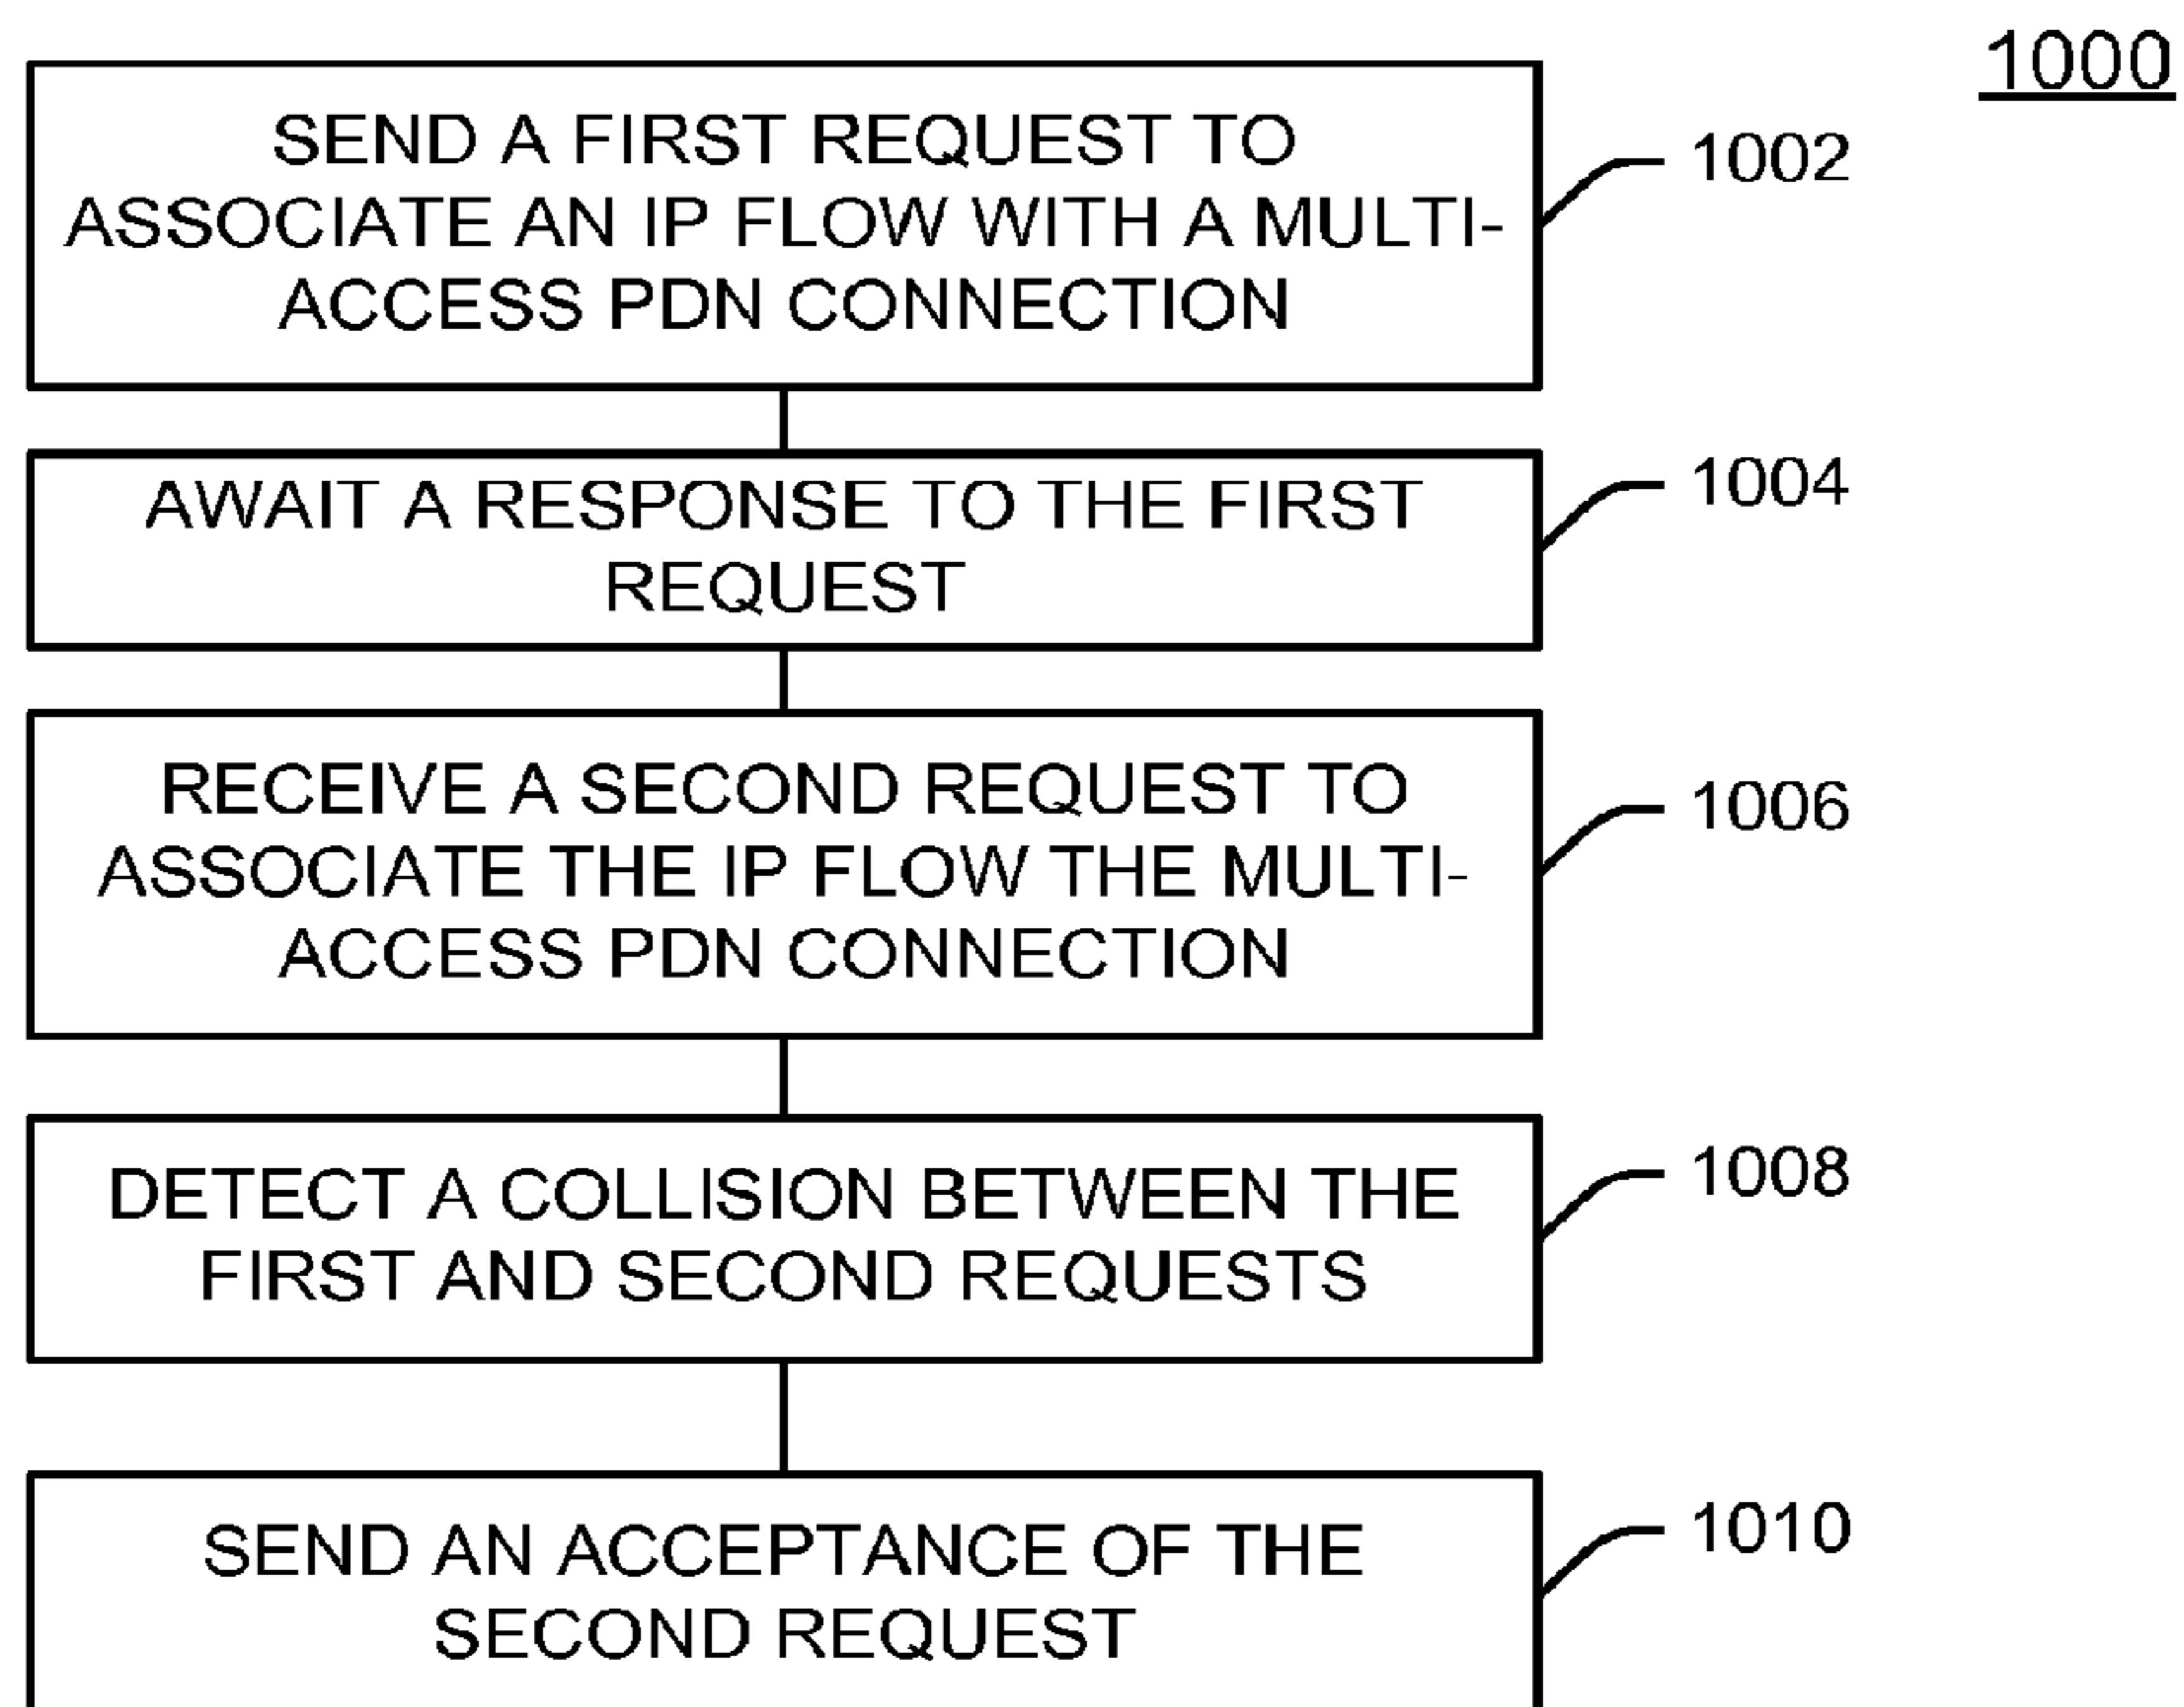 1000
SEND A FIRST REQUEST TO
ASSOCIATE AN IP FLOW WITH A MULTI-
ACCESS PDN CONNECTION
1002
AWAIT A RESPONSE TO THE FIRST
REQUEST
1004
RECEIVE A SECOND REQUEST TO
ASSOCIATE THE IP FLOW THE MULTI-
ACCESS PDN CONNECTION
1006
DETECT A COLLISION BETWEEN THE
FIRST AND SECOND REQUESTS
1008
SEND AN ACCEPTANCE OF THE
SECOND REQUEST
1010